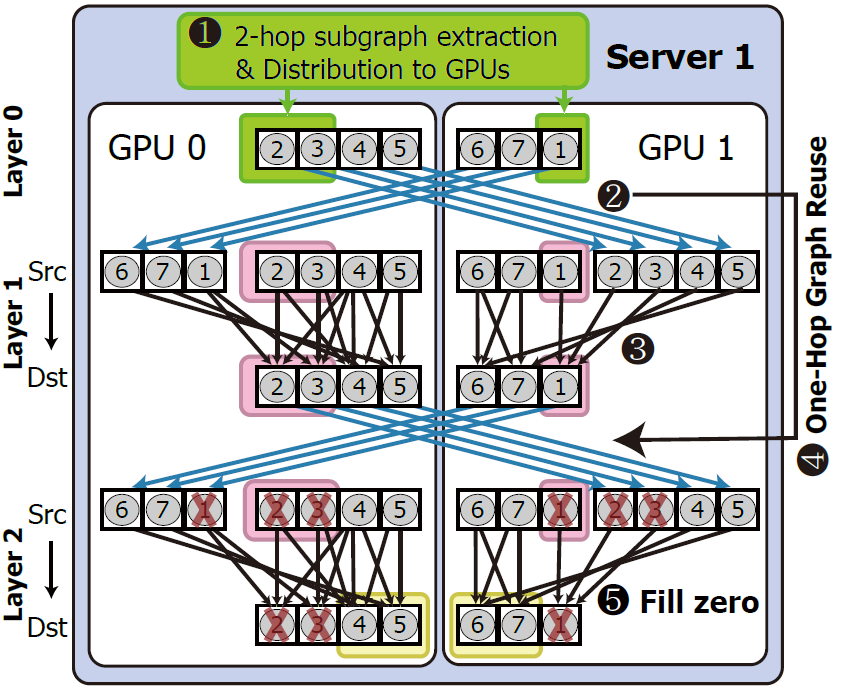 ❶ 2-hop subgraph extraction
& Distribution to GPUs
Server 1
Layer 0
GPU 0
2 3 4 5
6 7 1
GPU 1
❷
Layer 1
Src
6 7 1 2 3 4 5
6 7 1 2 3 4 5
❸
Dst
2 3 4 5
6 7 1
❹ One-Hop Graph Reuse
Layer 2
Src
6 7 1 2 3 4 5
6 7 1 2 3 4 5
❺ Fill zero
Dst
2 3 4 5
6 7 1